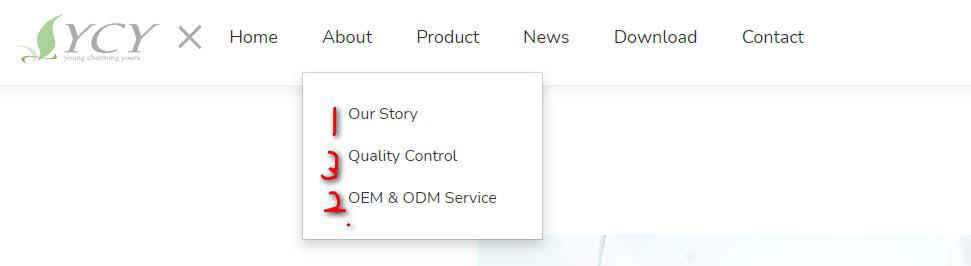 YCY
young charming yours
Home About Product News Download Contact
1 Our Story
3 Quality Control
2. OEM & ODM Service